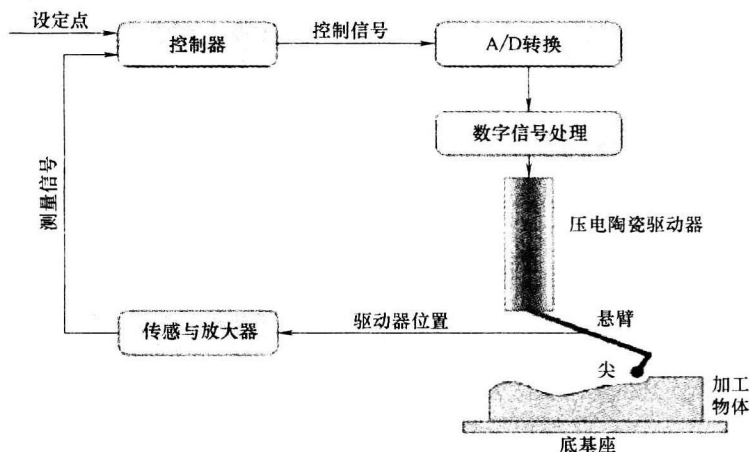 设定点
控制器
控制信号
A/D转换
数字信号处理
测量信号
压电陶瓷驱动器
传感与放大器
驱动器位置
悬臂
尖
加工
物体
底基座